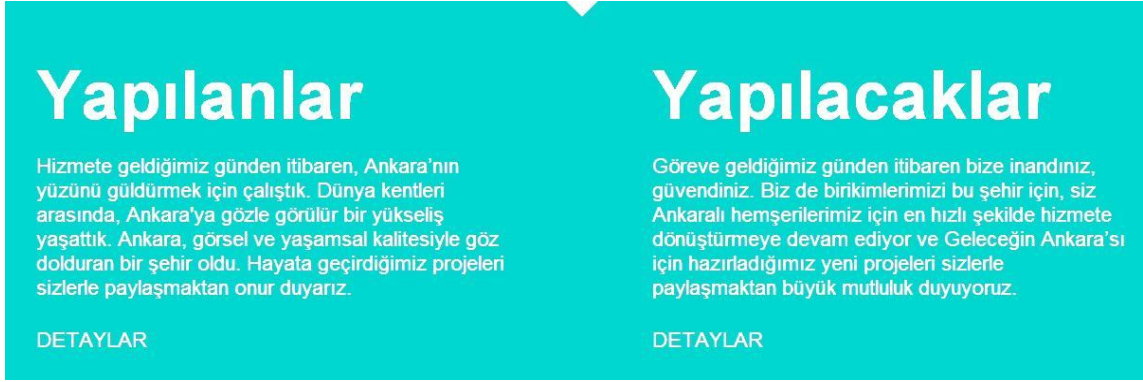 Yapılanlar
Hizmete geldiğimiz günden itibaren, Ankara'nın
yüzünü güldürmek için çalıştık. Dünya kentleri
arasında, Ankara'ya gözle görülür bir yükseliş
yaşattık. Ankara, görsel ve yaşamsal kalitesiyle göz
dolduran bir şehir oldu. Hayata geçirdiğimiz projeleri
sizlerle paylaşmaktan onur duyarız.
DETAYLAR
Yapılacaklar
Göreve geldiğimiz günden itibaren bize inandınız,
güvendiniz. Biz de birikimlerimizi bu şehir için, siz
Ankaralı hemşerilerimiz için en hızlı şekilde hizmete
dönüştürmeye devam ediyor ve Geleceğin Ankara'sı
için hazırladığımız yeni projeleri sizlerle
paylaşmaktan büyük mutluluk duyuyoruz.
DETAYLAR